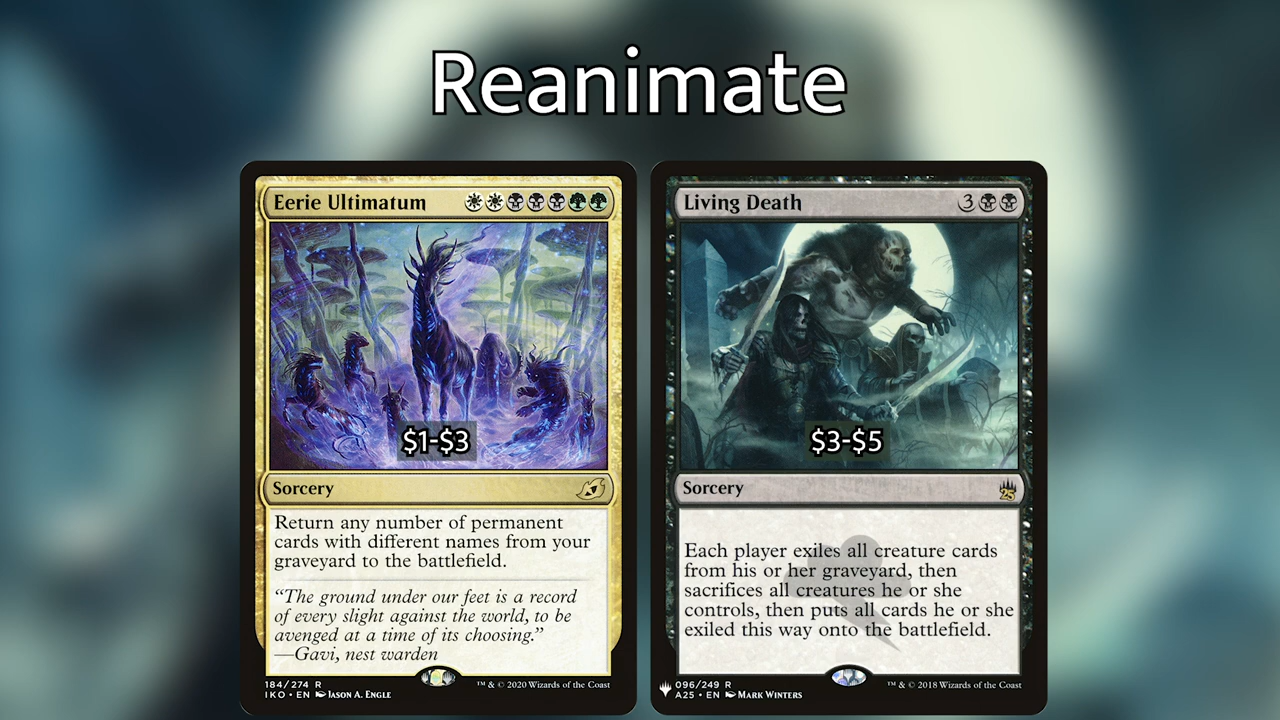 Reanimate
Eerie Ultimatum
$1-$3
Sorcery
Return any number of permanent
cards with different names from your
graveyard to the battlefield.
“The ground under our feet is a record
of every slight against the world, to be
avenged at a time of its choosing.”
—Gavi, nest warden
184/274 R
IKO • EN Jason A. Engle
™ & © 2020 Wizards of the Coast
Living Death
3
$3-$5
Sorcery
25
Each player exiles all creature cards
from his or her graveyard, then
sacrifices all creatures he or she
controls, then puts all cards he or she
exiled this way onto the battlefield.
096/249 R
A25 • EN Mark Winters
™ & © 2018 Wizards of the Coast